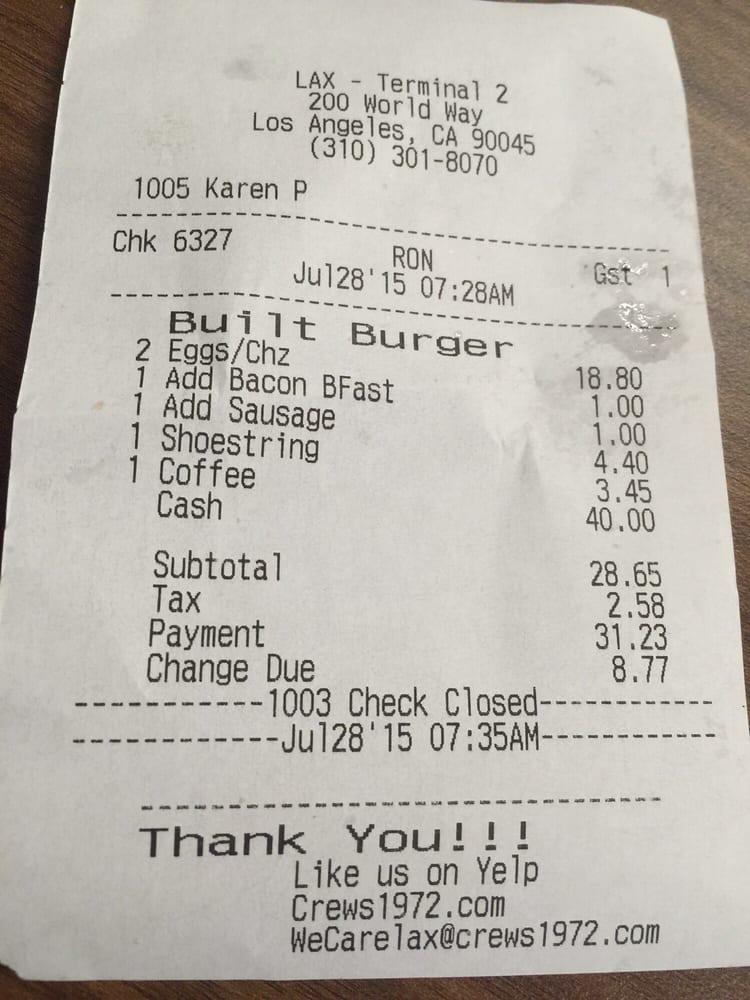 LAX - Terminal 2
200 World Way
Los Angeles, CA 90045
(310) 301-8070
1005 Karen P
Chk 6327 RON Gst 1
Jul28'15 07:28AM
Built Burger
2 Eggs/Chz 18.80
1 Add Bacon BFast 1.00
1 Add Sausage 1.00
1 Shoestring 4.40
1 Coffee 3.45
Cash 40.00
Subtotal 28.65
Tax 2.58
Payment 31.23
Change Due 8.77
-----------1003 Check Closed------------
------------Jul28'15 07:35AM------------
Thank You!!!
Like us on Yelp
Crews1972.com
WeCarelax@crews1972.com